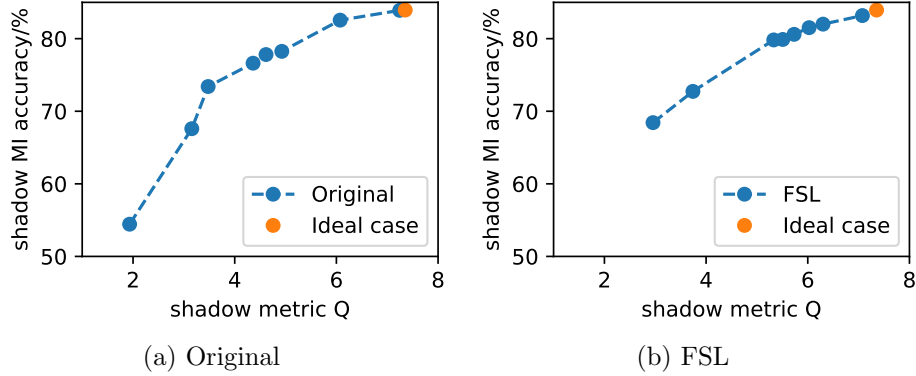 80
70
60
50
shadow MI accuracy/%
Original
Ideal case
2
4
6
8
shadow metric Q
(a) Original
80
70
60
50
shadow MI accuracy/%
FSL
Ideal case
2
4
6
8
shadow metric Q
(b) FSL